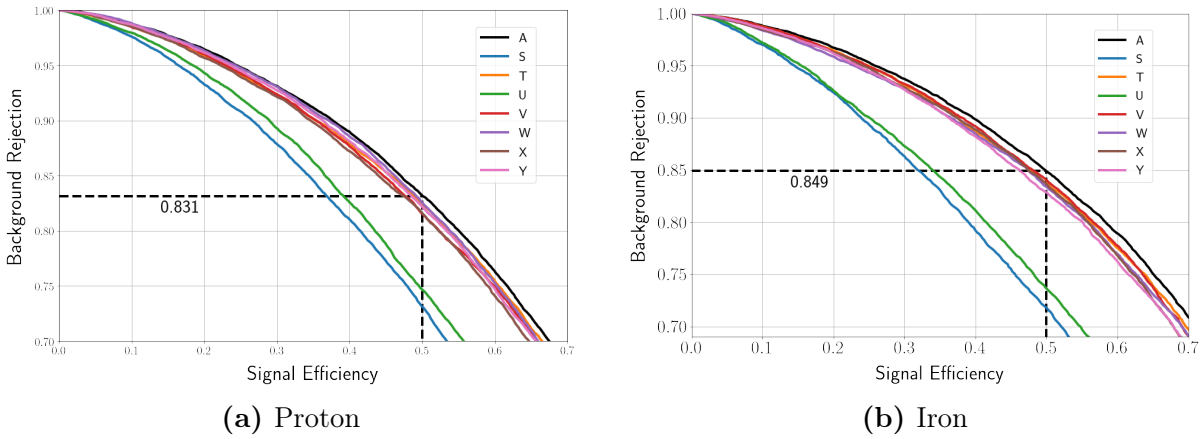 1.00
0.95
0.90
0.85
0.80
0.75
0.70
Background Rejection
0.831
A
S
T
U
V
W
X
Y
0.0 0.1 0.2 0.3 0.4 0.5 0.6 0.7
Signal Efficiency
(a) Proton
1.00
0.95
0.90
0.85
0.80
0.75
0.70
Background Rejection
0.849
A
S
T
U
V
W
X
Y
0.0 0.1 0.2 0.3 0.4 0.5 0.6 0.7
Signal Efficiency
(b) Iron